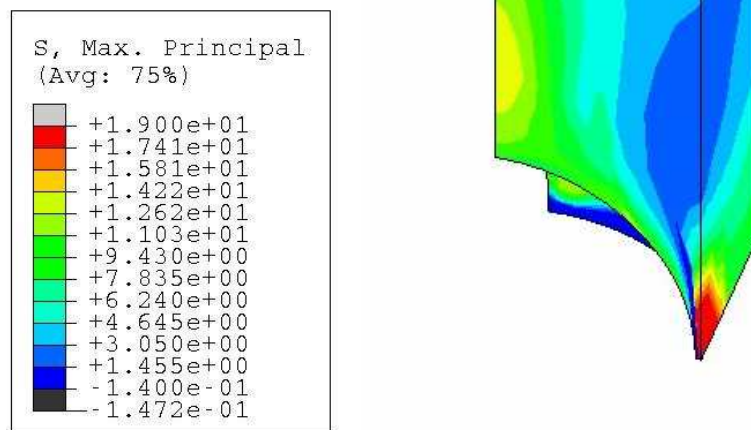 S, Max. Principal
(Avg: 75%)
+1.900e+01
+1.741e+01
+1.581e+01
+1.422e+01
+1.262e+01
+1.103e+01
+9.430e+00
+7.835e+00
+6.240e+00
+4.645e+00
+3.050e+00
+1.455e+00
-1.400e-01
-1.472e-01